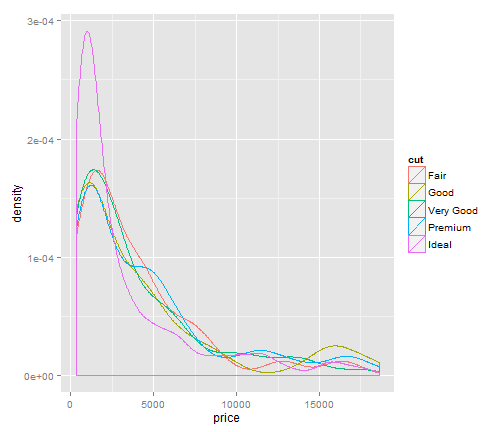 3e-04
2e-04
1e-04
0e+00
density
0
5000
10000
15000
price
cut
Fair
Good
Very Good
Premium
Ideal